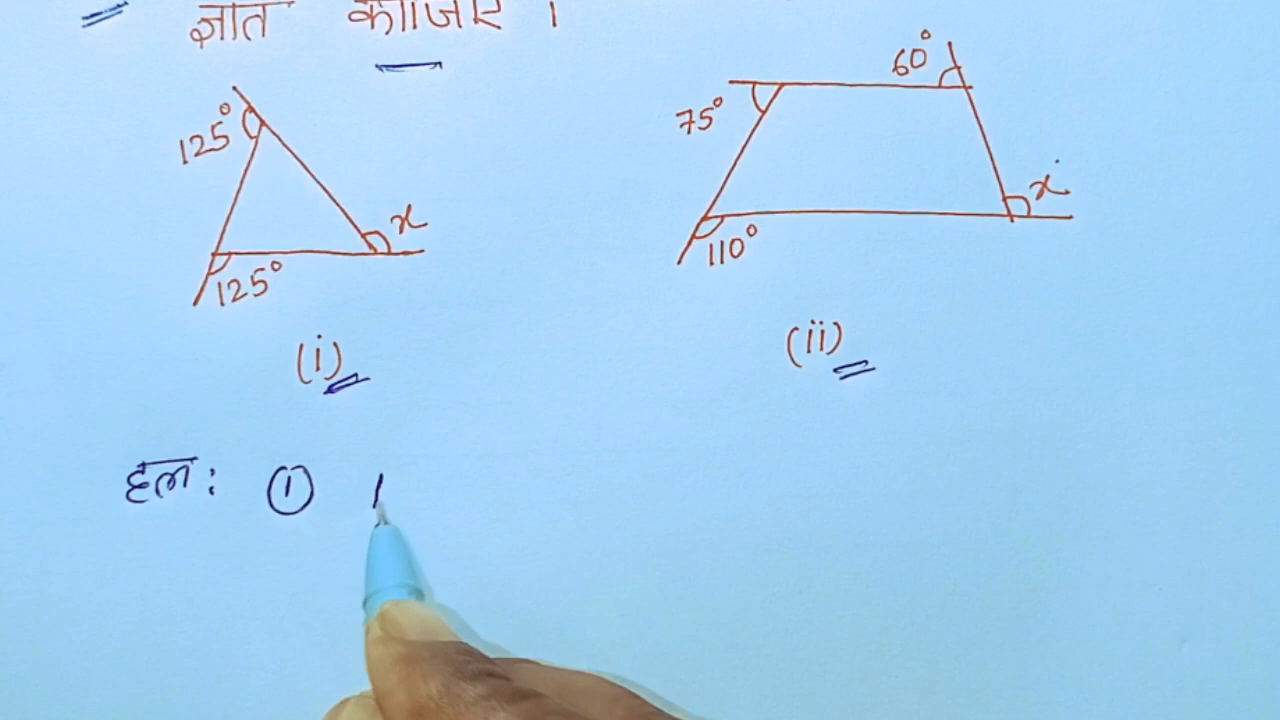 ज्ञात कीजिए ।
60°
75°
125°
x
x
110°
125°
(i)
(ii)
हल : ① 1